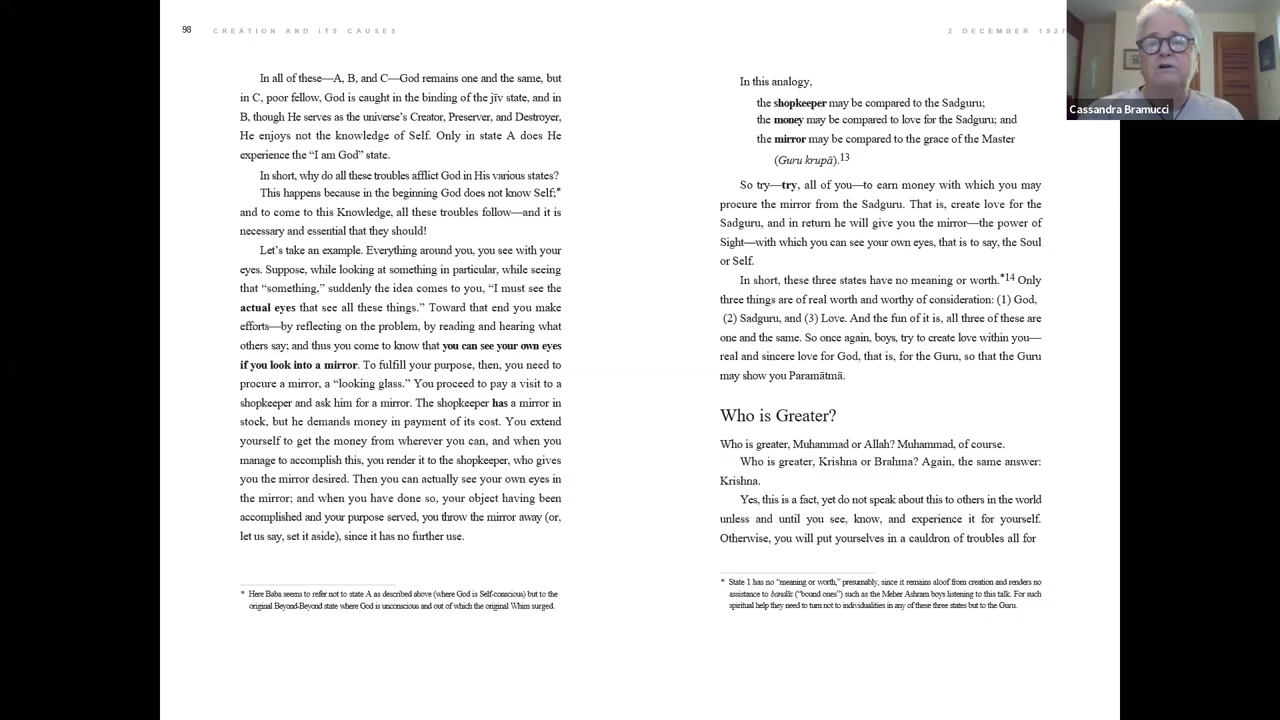 98 CREATION AND ITS CAUSES
In all of these—A, B, and C—God remains one and the same, but
in C, poor fellow, God is caught in the binding of the jīv state, and in
B, though He serves as the universe's Creator, Preserver, and Destroyer,
He enjoys not the knowledge of Self. Only in state A does He
experience the “I am God” state.
In short, why do all these troubles afflict God in His various states?
This happens because in the beginning God does not know Self;*
and to come to this Knowledge, all these troubles follow—and it is
necessary and essential that they should!
Let's take an example. Everything around you, you see with your
eyes. Suppose, while looking at something in particular, while seeing
that “something,” suddenly the idea comes to you, “I must see the
actual eyes that see all these things.” Toward that end you make
efforts—by reflecting on the problem, by reading and hearing what
others say; and thus you come to know that you can see your own eyes
if you look into a mirror. To fulfill your purpose, then, you need to
procure a mirror, a “looking glass.” You proceed to pay a visit to a
shopkeeper and ask him for a mirror. The shopkeeper has a mirror in
stock, but he demands money in payment of its cost. You extend
yourself to get the money from wherever you can, and when you
manage to accomplish this, you render it to the shopkeeper, who gives
you the mirror desired. Then you can actually see your own eyes in
the mirror; and when you have done so, your object having been
accomplished and your purpose served, you throw the mirror away (or,
let us say, set it aside), since it has no further use.
* Here Baba seems to refer not to state A as described above (where God is Self-conscious) but to the
original Beyond-Beyond state where God is unconscious and out of which the original Whim surged.
2 DECEMBER 1927
In this analogy,
the shopkeeper may be compared to the Sadguru;
the money may be compared to love for the Sadguru; and
the mirror may be compared to the grace of the Master
(Guru krupā).13
So try—try, all of you—to earn money with which you may
procure the mirror from the Sadguru. That is, create love for the
Sadguru, and in return he will give you the mirror—the power of
Sight—with which you can see your own eyes, that is to say, the Soul
or Self.
In short, these three states have no meaning or worth.*14 Only
three things are of real worth and worthy of consideration: (1) God,
(2) Sadguru, and (3) Love. And the fun of it is, all three of these are
one and the same. So once again, boys, try to create love within you—
real and sincere love for God, that is, for the Guru, so that the Guru
may show you Paramātmā.
Who is Greater?
Who is greater, Muhammad or Allah? Muhammad, of course.
Who is greater, Krishna or Brahma? Again, the same answer:
Krishna.
Yes, this is a fact, yet do not speak about this to others in the world
unless and until you see, know, and experience it for yourself.
Otherwise, you will put yourselves in a cauldron of troubles all for
* State 1 has no “meaning or worth,” presumably, since it remains aloof from creation and renders no
assistance to bandās (“bound ones”) such as the Meher Ashram boys listening to this talk. For such
spiritual help they need to turn not to individualities in any of these three states but to the Guru.
Cassandra Bramucci